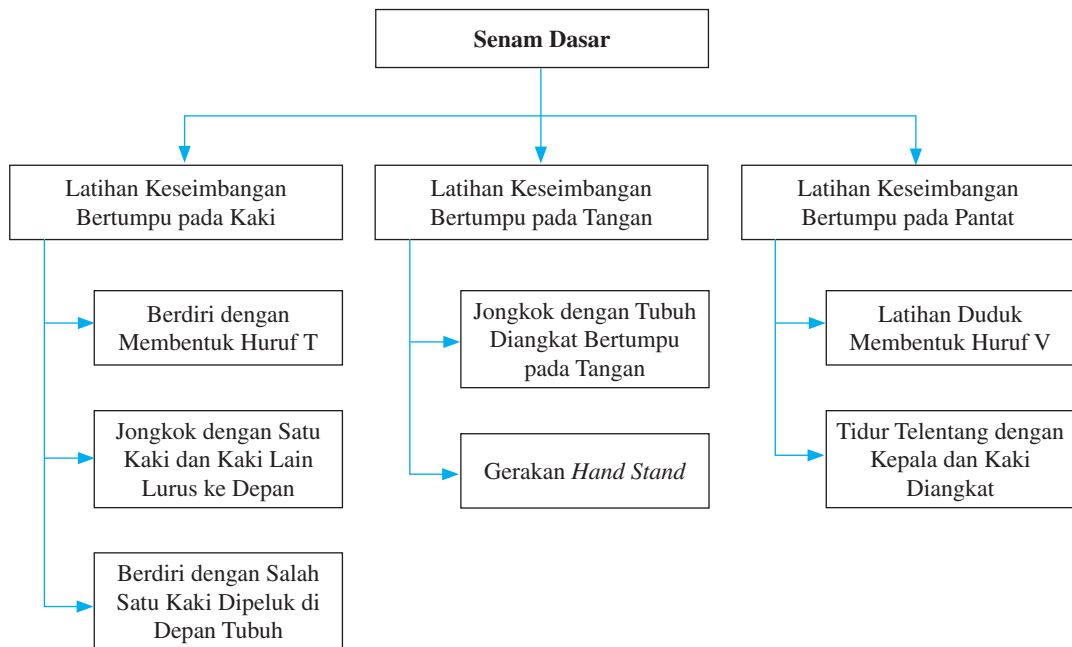 Senam Dasar
Latihan Keseimbangan
Bertumpu pada Kaki
Berdiri dengan
Membentuk Huruf T
Jongkok dengan Satu
Kaki dan Kaki Lain
Lurus ke Depan
Berdiri dengan Salah
Satu Kaki Dipeluk di
Depan Tubuh
Latihan Keseimbangan
Bertumpu pada Tangan
Jongkok dengan Tubuh
Diangkat Bertumpu
pada Tangan
Gerakan Hand Stand
Latihan Keseimbangan
Bertumpu pada Pantat
Latihan Duduk
Membentuk Huruf V
Tidur Telentang dengan
Kepala dan Kaki
Diangkat